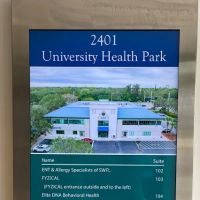 2401
University Health Park
Name Suite
ENT & Allergy Specialists of SWFL 102
FYZICAL 103
(FYZICAL entrance outside and to the left)
Elite DNA Behavioral Health 104